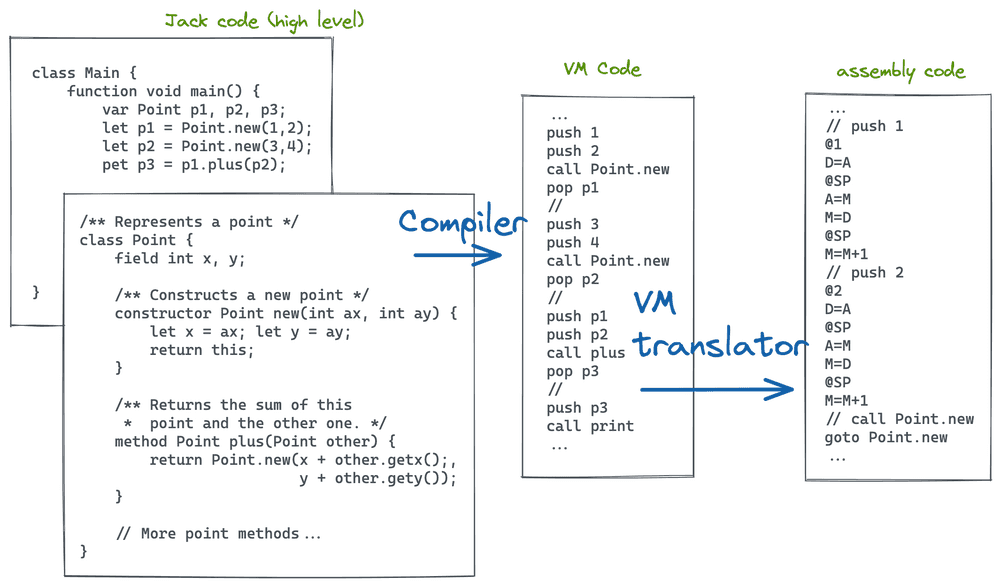 Jack code (high level)
class Main {
function void main() {
var Point p1, p2, p3;
let p1 = Point.new(1,2);
let p2 = Point.new(3,4);
pet p3 = p1.plus(p2);
}
/** Represents a point */
class Point {
field int x, y;
/** Constructs a new point */
constructor Point new(int ax, int ay) {
let x = ax; let y = ay;
return this;
}
/** Returns the sum of this
* point and the other one. */
method Point plus(Point other) {
return Point.new(x + other.getx();,
y + other.gety());
}
// More point methods...
}
Compiler
VM Code
...
push 1
push 2
call Point.new
pop p1
//
push 3
push 4
call Point.new
pop p2
//
push p1
push p2
call plus
pop p3
//
push p3
call print
...
VM
translator
assembly code
...
// push 1
@1
D=A
@SP
A=M
M=D
@SP
M=M+1
// push 2
@2
D=A
@SP
A=M
M=D
@SP
M=M+1
// call Point.new
goto Point.new
...